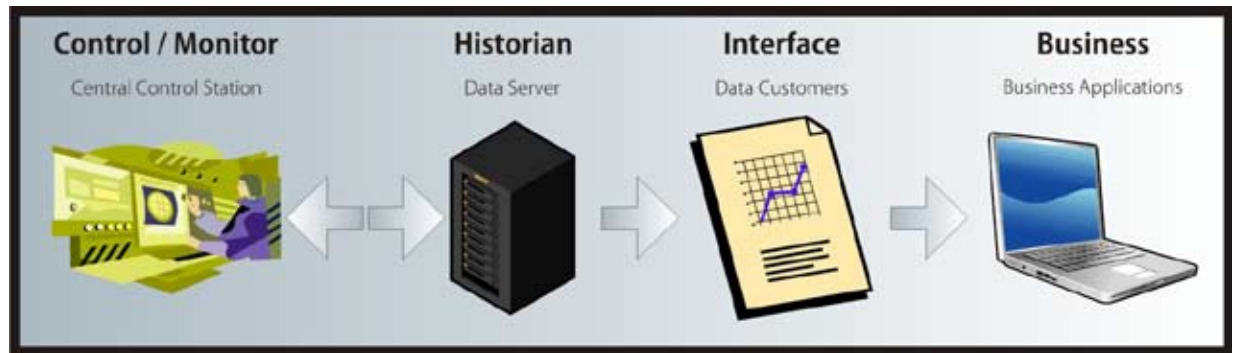 Control / Monitor
Central Control Station
Historian
Data Server
Interface
Data Customers
Business
Business Applications